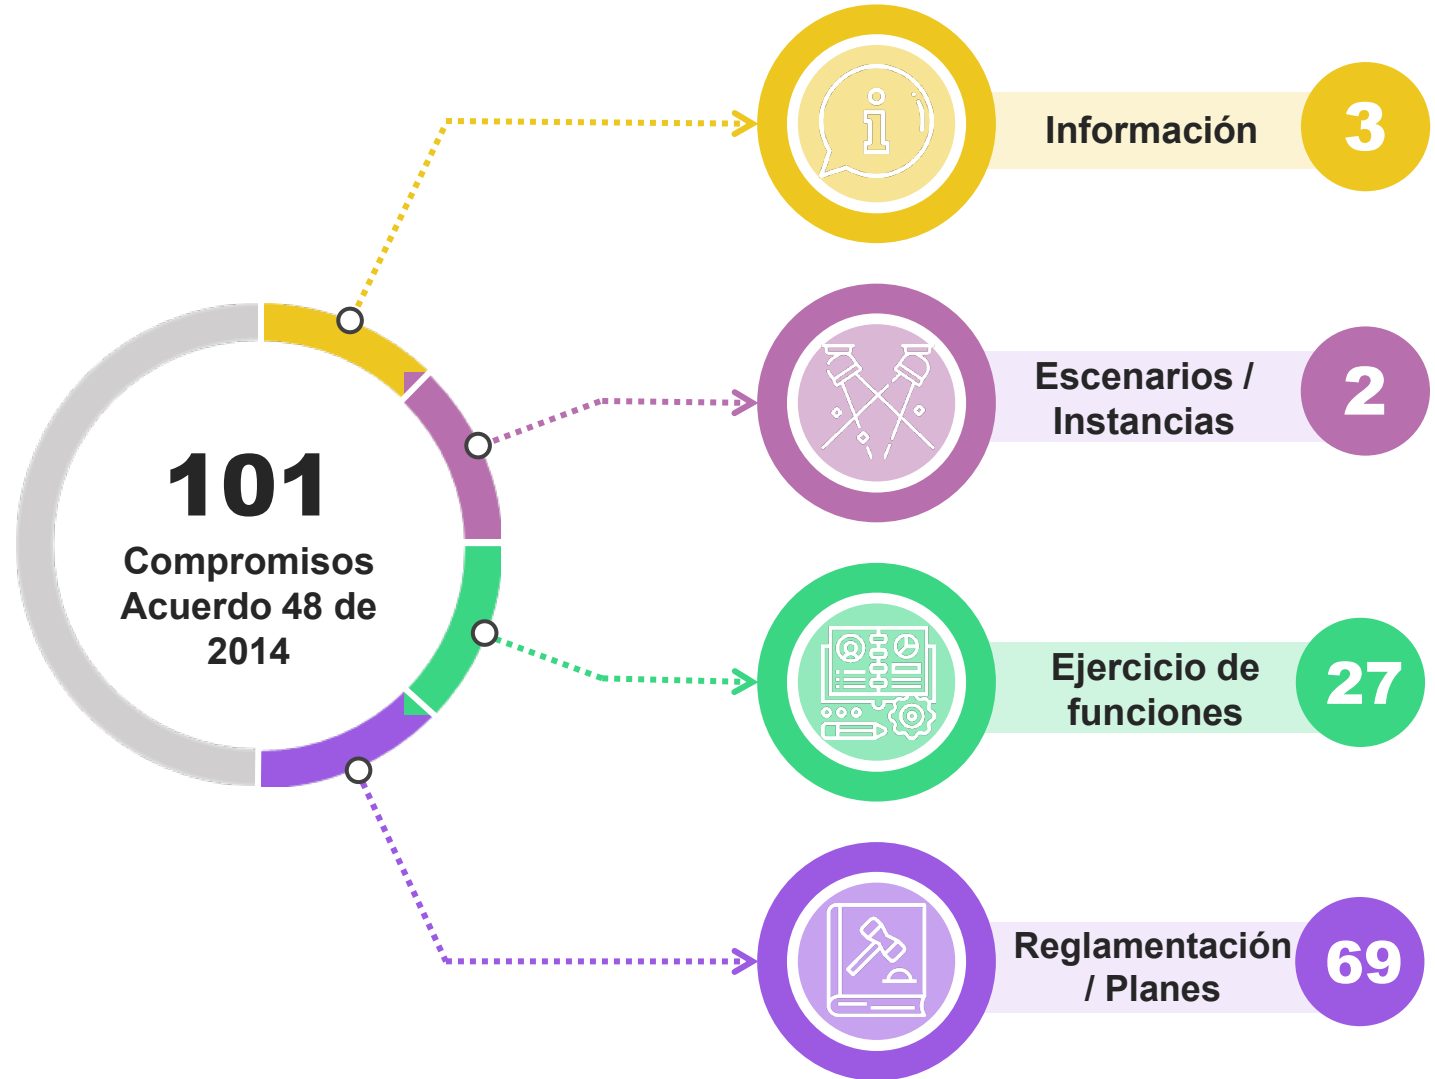 101
Compromisos
Acuerdo 48 de
2014
Información
3
Escenarios /
Instancias
2
Ejercicio de
funciones
27
Reglamentación
/ Planes
69